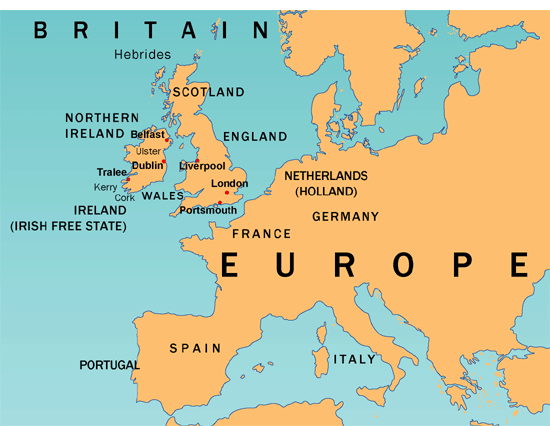 BRITAIN
Hebrides
SCOTLAND
NORTHERN
IRELAND
Belfast
ENGLAND
Ulster
Dublin
Liverpool
Tralee
Kerry
Cork
WALES
London
NETHERLANDS
(HOLLAND)
IRELAND
(IRISH FREE STATE)
Portsmouth
GERMANY
FRANCE
EUROPE
SPAIN
ITALY
PORTUGAL